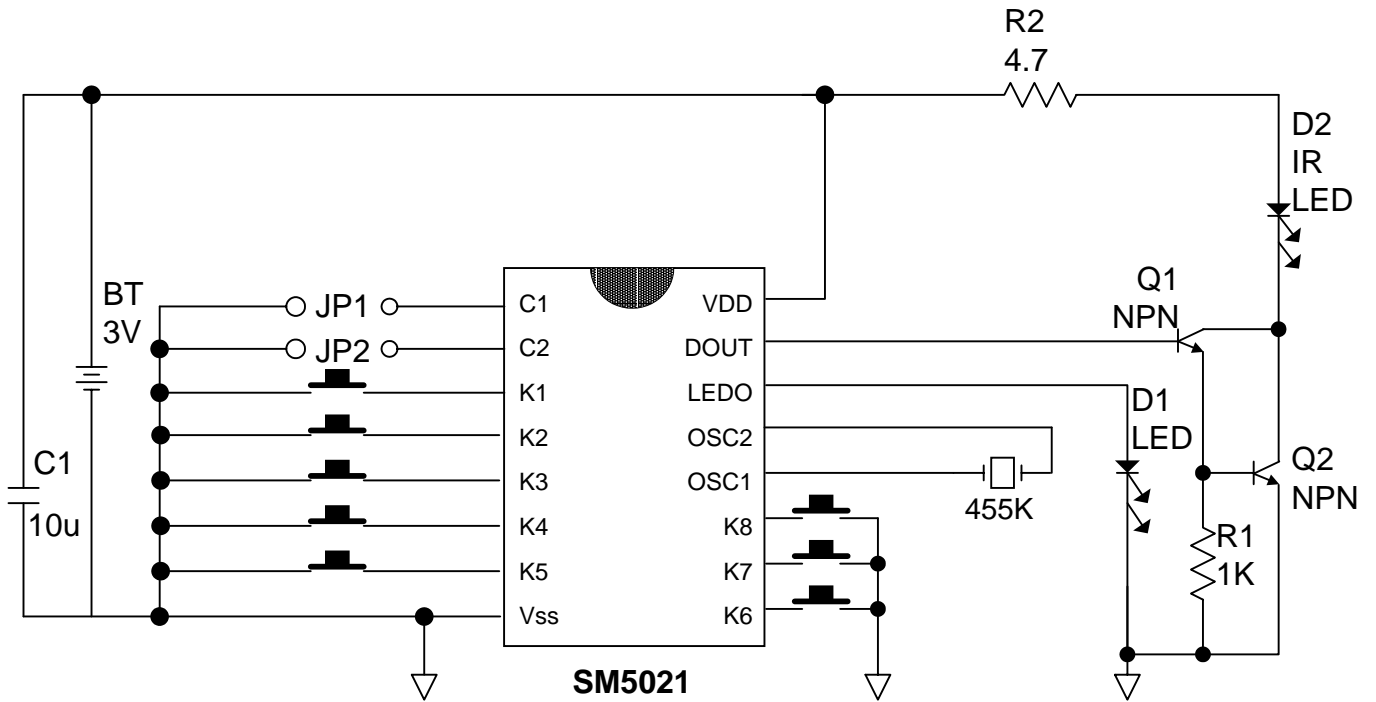 R2
4.7
D2
IR
LED
BT
3V
Q1
NPN
JP1
JP2
C1
C2
K1
K2
K3
K4
K5
Vss
VDD
DOUT
LEDO
OSC2
OSC1
K8
K7
K6
D1
LED
455K
C1
10u
Q2
NPN
R1
1K
SM5021